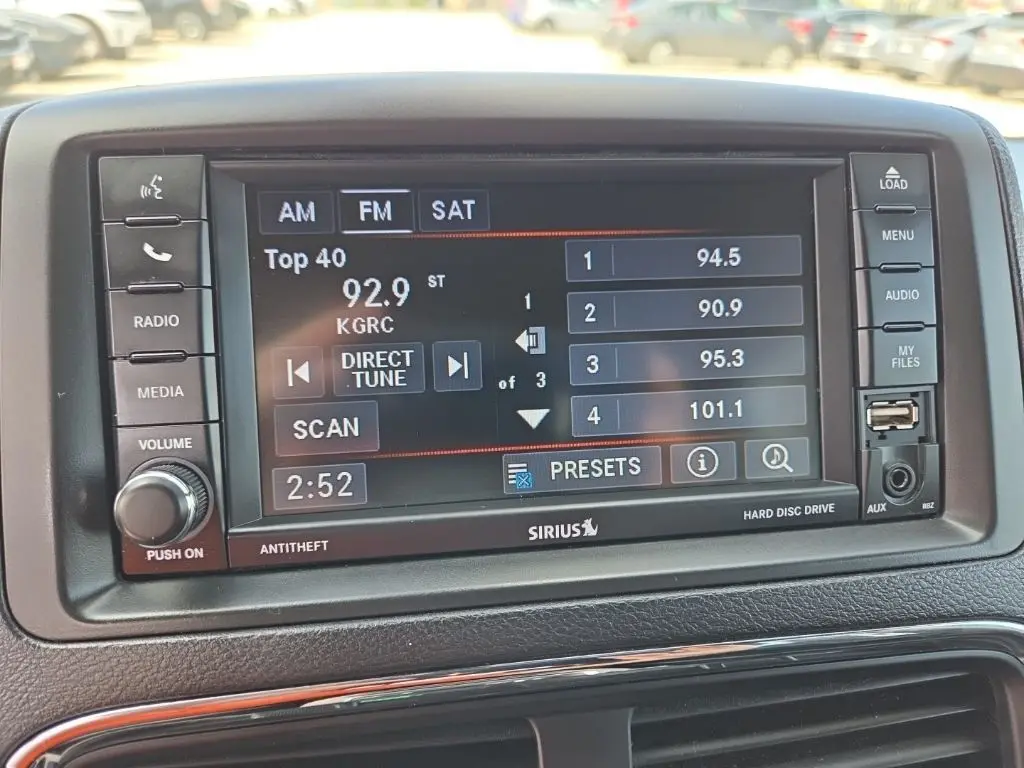 AM FM SAT
Top 40
92.9 ST
KGRC
DIRECT
TUNE
SCAN
2:52
1
of 3
1 94.5
2 90.9
3 95.3
4 101.1
PRESETS
i
RADIO
MEDIA
VOLUME
PUSH ON
LOAD
MENU
AUDIO
MY
FILES
AUX
RBZ
ANTITHEFT
SIRIUS
HARD DISC DRIVE